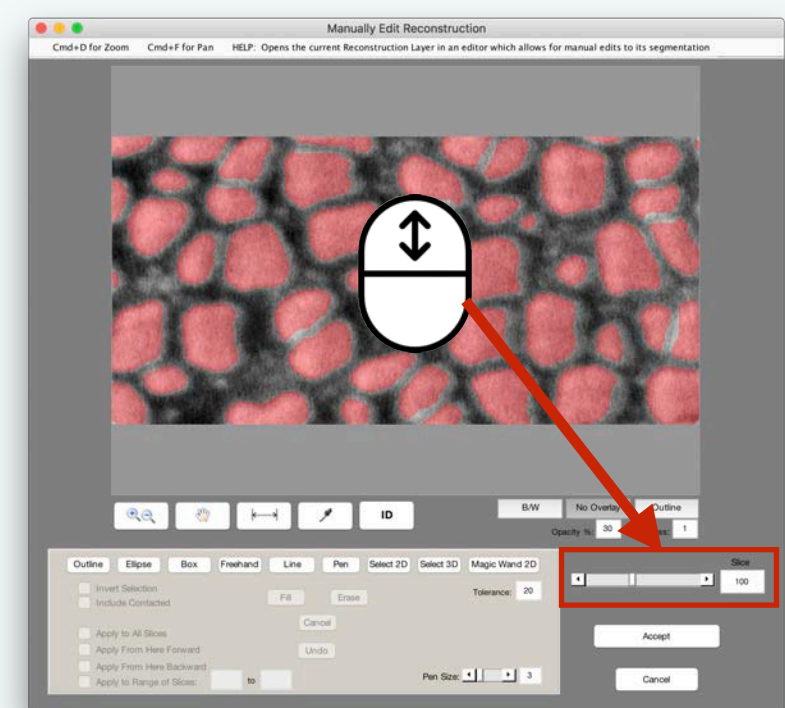 Manually Edit Reconstruction
Cmd+D for Zoom Cmd+F for Pan HELP: Opens the current Reconstruction Layer in an editor which allows for manual edits to its segmentation
ID
B/W No Overlay Outline
Opacity %: 30 1
Outline Ellipse Box Freehand Line Pen Select 2D Select 3D Magic Wand 2D
Slice
Invert Selection
Include Contacted
Fill Erase
Tolerance: 20
100
Cancel
Apply to All Slices
Apply From Here Forward
Undo
Accept
Apply From Here Backward
Apply to Range of Slices: to
Pen Size: 3
Cancel